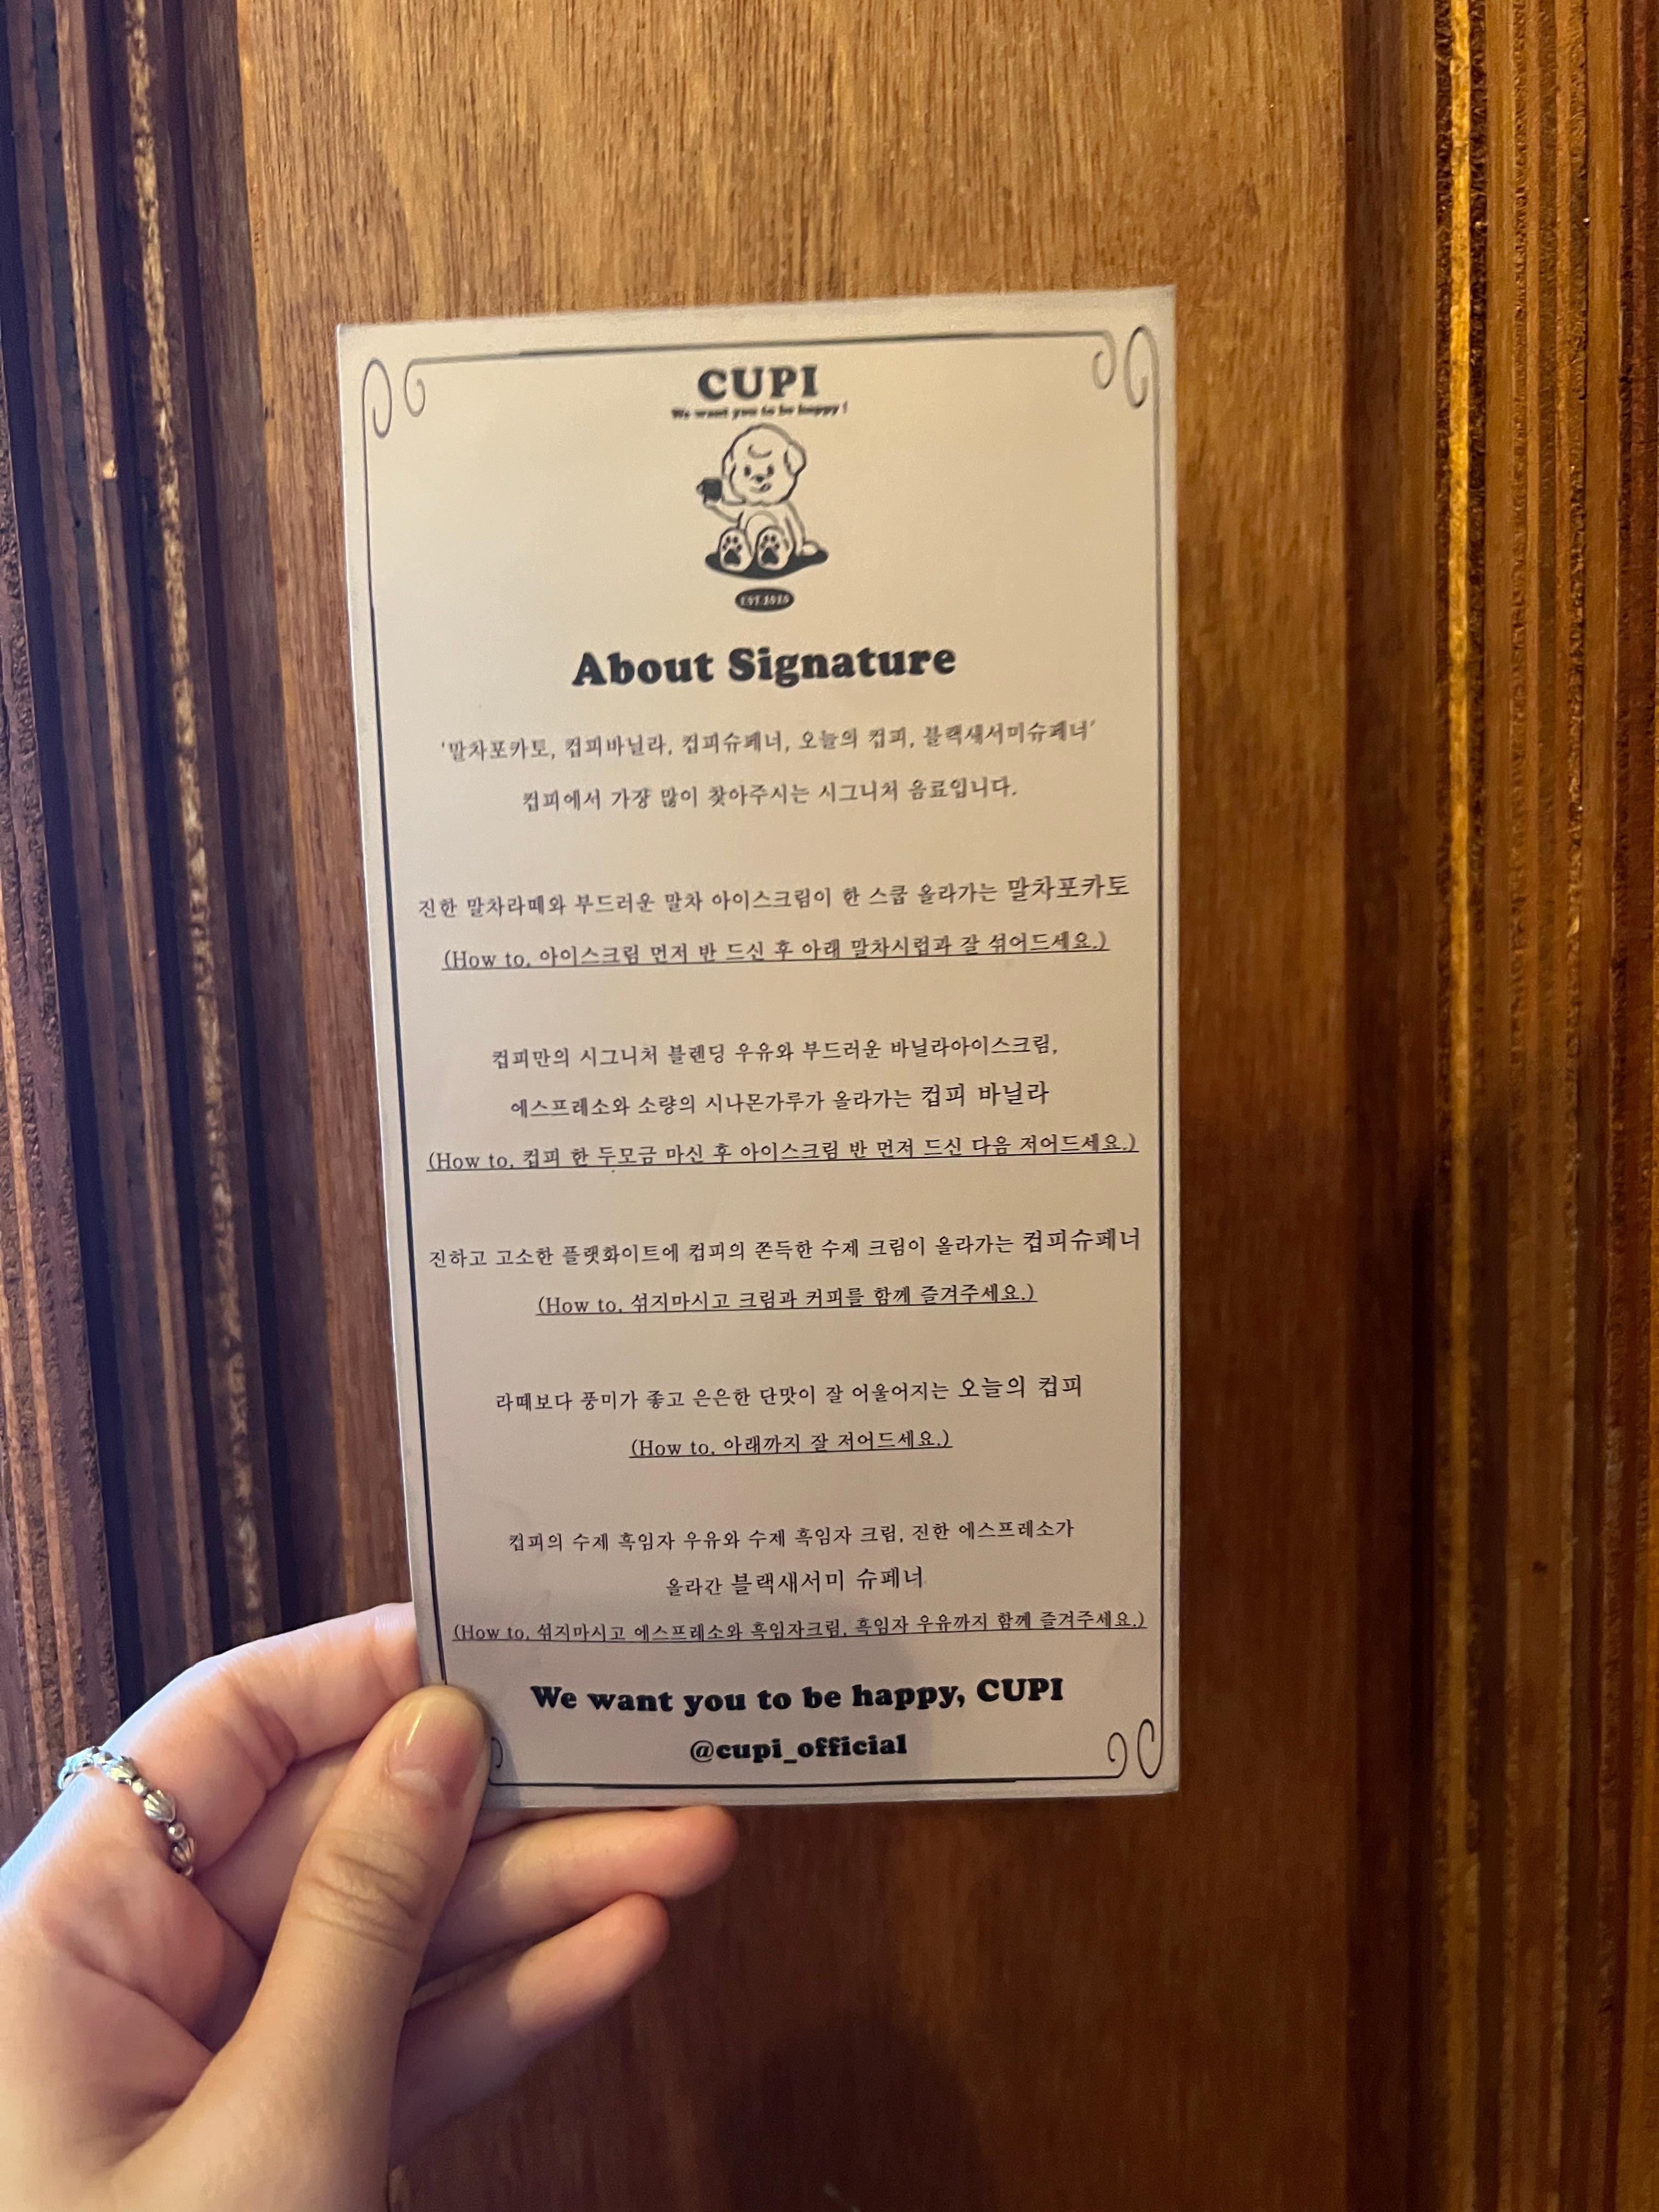 CUPI
We want you to be happy !
About Signature
'말차포카토, 컵피바닐라, 컵피슈페너, 오늘의 컵피, 블랙새서미슈페너'
컵피에서 가장 많이 찾아주시는 시그니처 음료입니다.
진한 말차라떼와 부드러운 말차 아이스크림이 한 스쿱 올라가는 말차포카토
(How to, 아이스크림 먼저 반 드신 후 아래 말차시럽과 잘 섞어드세요.)
컵피만의 시그니처 블렌딩 우유와 부드러운 바닐라아이스크림,
에스프레소와 소량의 시나몬가루가 올라가는 컵피 바닐라
(How to, 컵피 한 두모금 마신 후 아이스크림 반 먼저 드신 다음 저어드세요.)
진하고 고소한 플랫화이트에 컵피의 쫀득한 수제 크림이 올라가는 컵피슈페너
(How to, 섞지마시고 크림과 커피를 함께 즐겨주세요.)
라떼보다 풍미가 좋고 은은한 단맛이 잘 어울어지는 오늘의 컵피
(How to, 아래까지 잘 저어드세요.)
컵피의 수제 흑임자 우유와 수제 흑임자 크림, 진한 에스프레소가
올라간 블랙새서미 슈페너
(How to, 섞지마시고 에스프레소와 흑임자크림, 흑임자 우유까지 함께 즐겨주세요.)
We want you to be happy, CUPI
@cupi_official